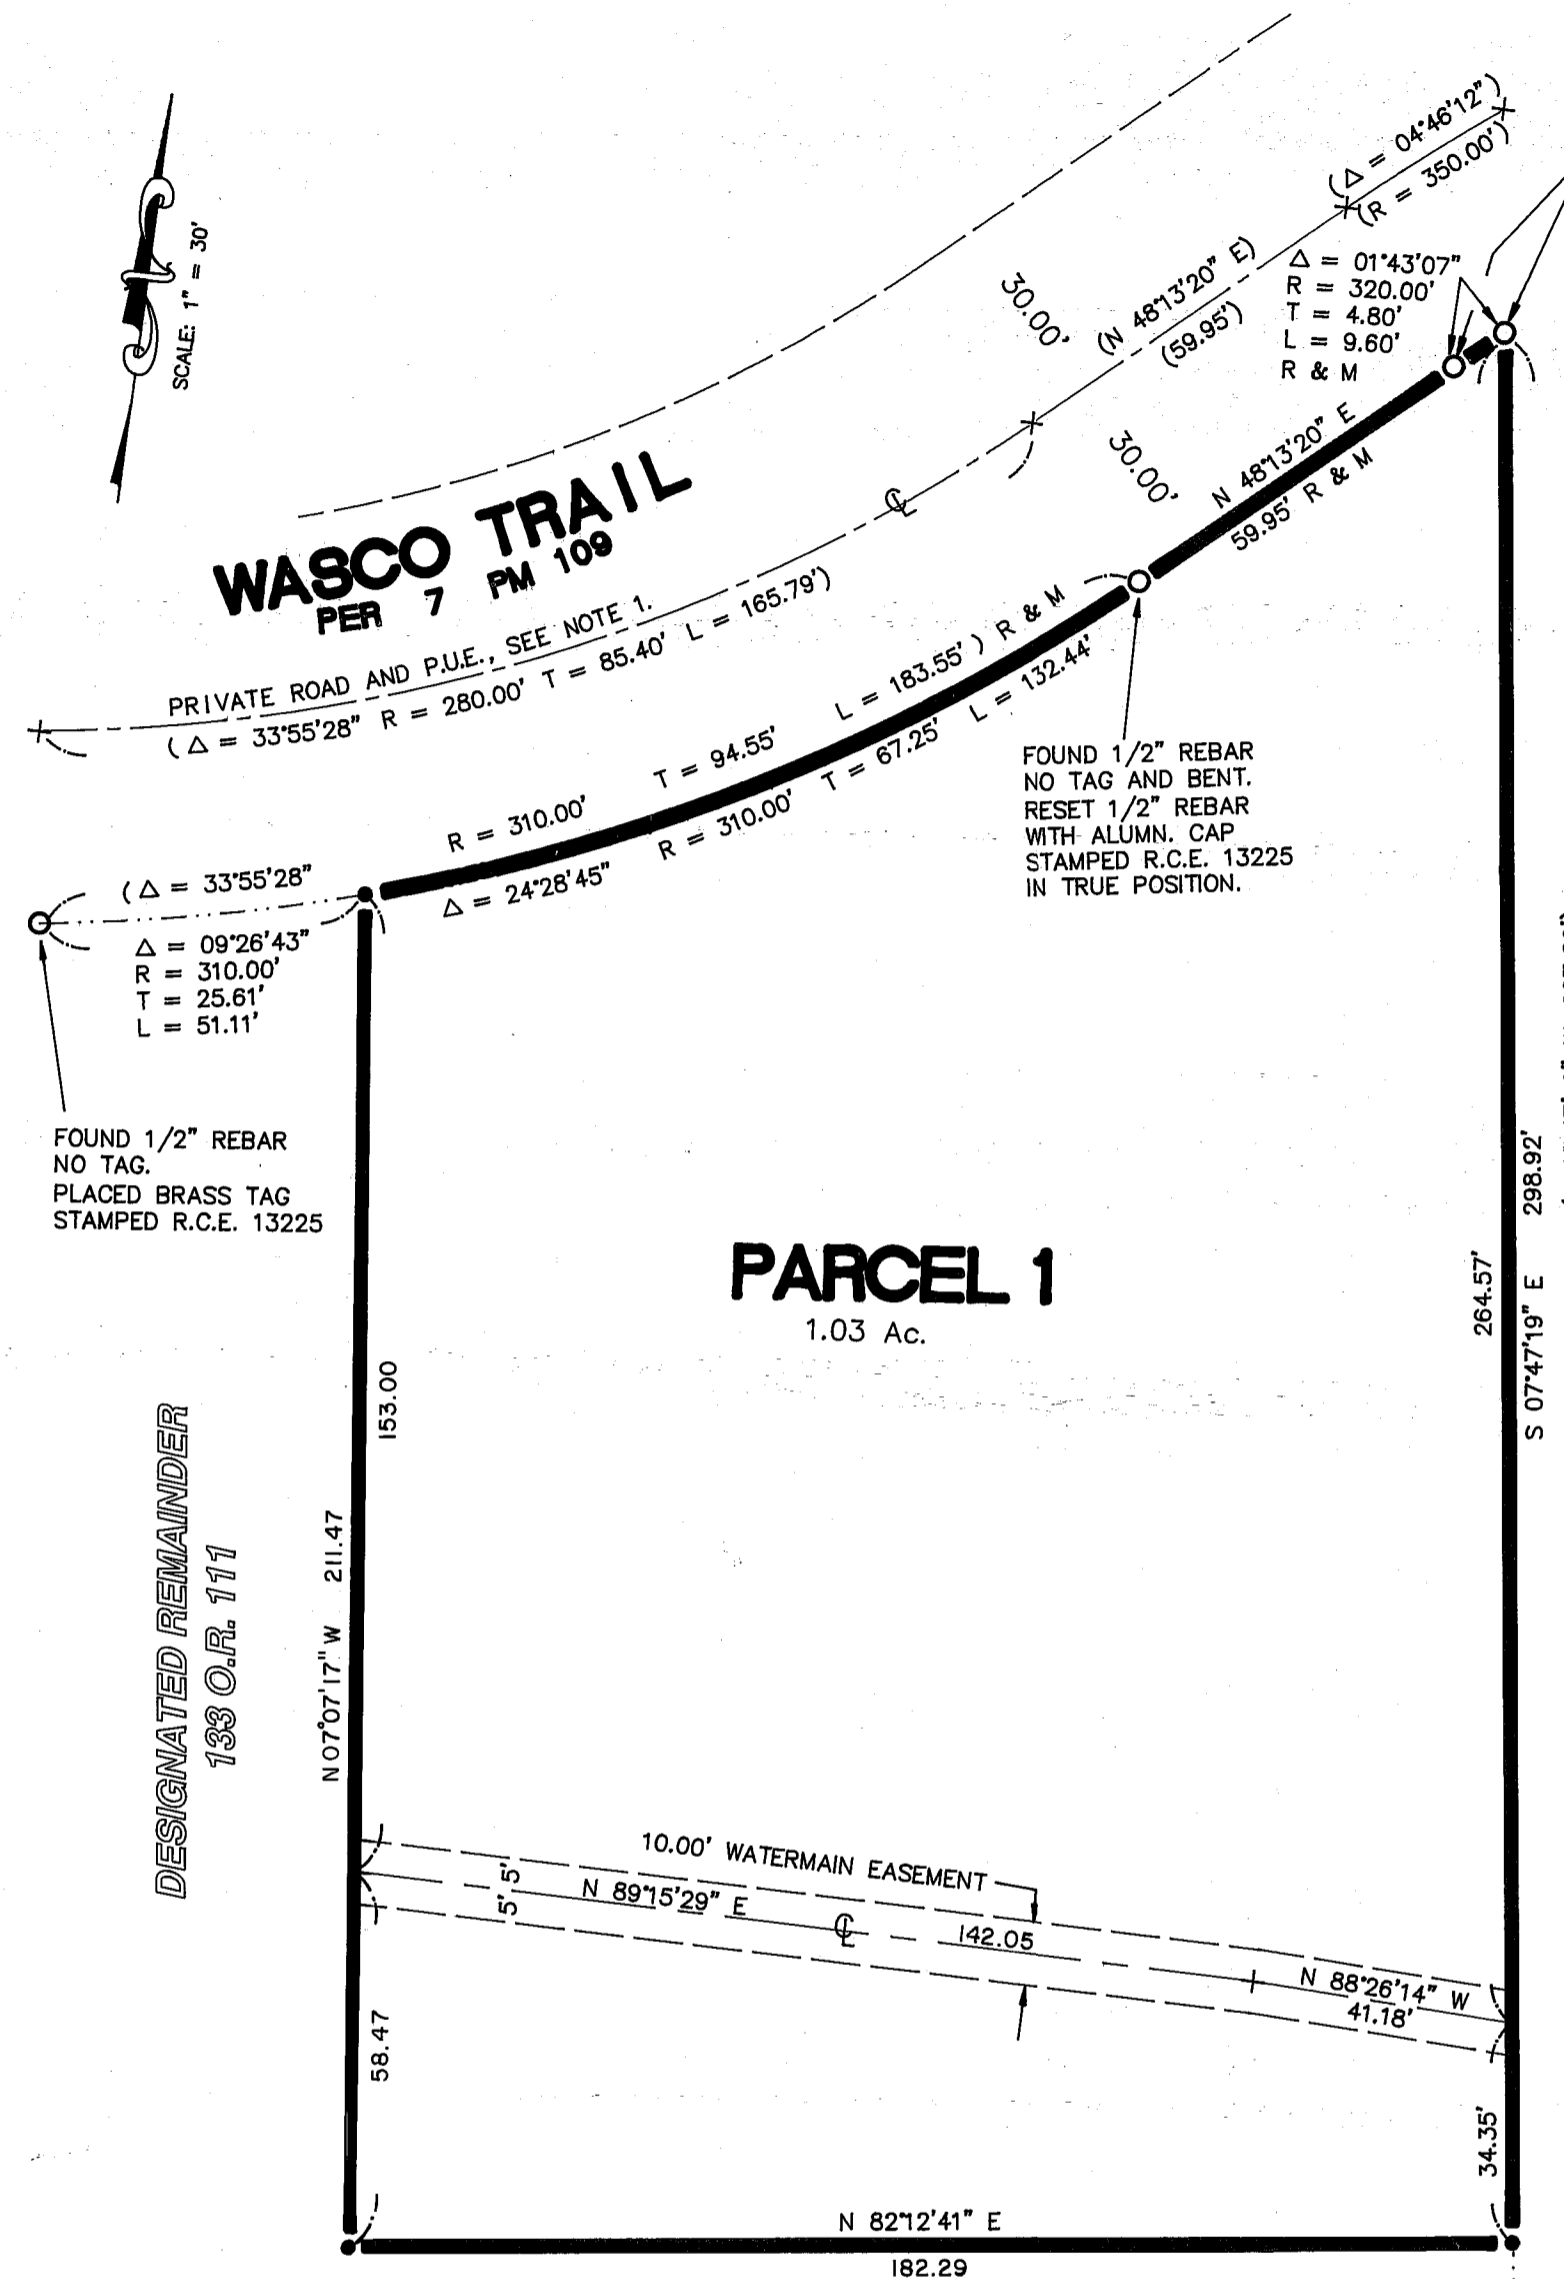 SCALE: 1" = 30'
(Δ = 04°46'12")
(R = 350.00')
(N 48°13'20" E)
(59.95')
30.00'
Δ = 01°43'07"
R = 320.00'
T = 4.80'
L = 9.60'
R & M
N 48°13'20" E
59.95' R & M
30.00'
WASCO TRAIL
PER 7 PM 109
℄
PRIVATE ROAD AND P.U.E., SEE NOTE 1.
(Δ = 33°55'28" R = 280.00' T = 85.40' L = 165.79')
(Δ = 33°55'28" R = 310.00' T = 94.55' L = 183.55') R & M
Δ = 24°28'45" R = 310.00' T = 67.25' L = 132.44'
Δ = 09°26'43"
R = 310.00'
T = 25.61'
L = 51.11'
FOUND 1/2" REBAR
NO TAG AND BENT.
RESET 1/2" REBAR
WITH ALUMN. CAP
STAMPED R.C.E. 13225
IN TRUE POSITION.
FOUND 1/2" REBAR
NO TAG.
PLACED BRASS TAG
STAMPED R.C.E. 13225
PARCEL 1
1.03 Ac.
153.00
N07°07'17" W 211.47
DESIGNATED REMAINDER
133 O.R. 111
264.57'
S 07°47'19" E 298.92'
10.00' WATERMAIN EASEMENT
5' 5'
N 89°15'29" E
℄
142.05
N 88°26'14" W
41.18'
58.47
34.35'
N 82°12'41" E
182.29